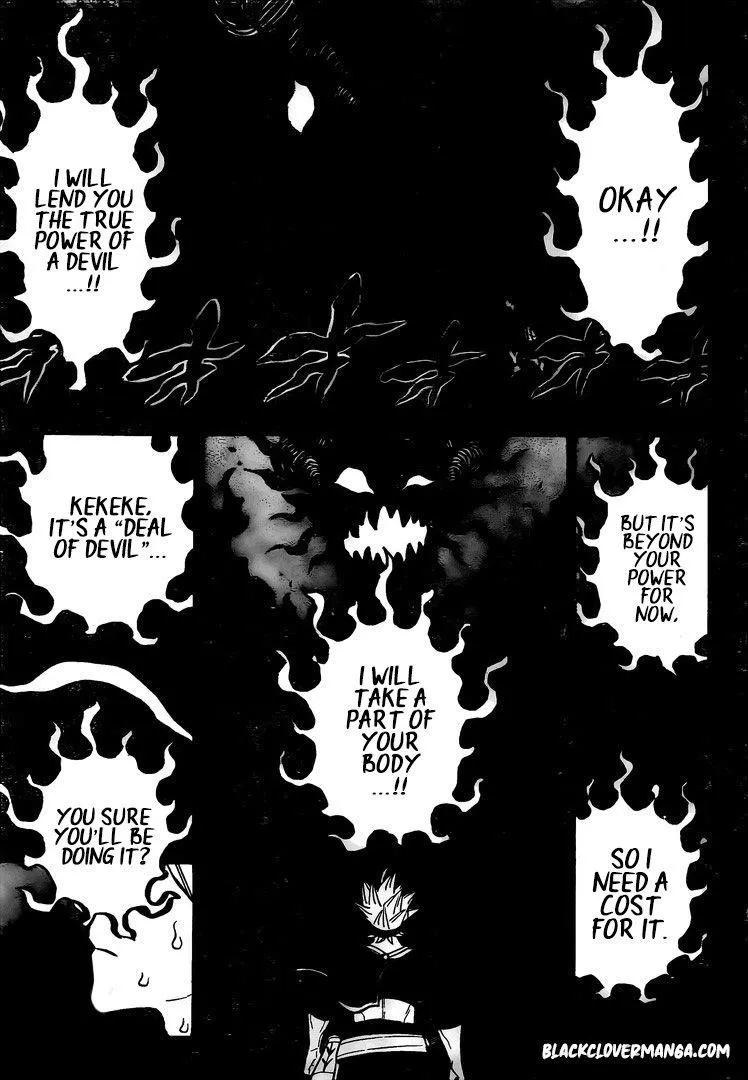 OKAY
...!!
I WILL
LEND YOU
THE TRUE
POWER OF
A DEVIL
...!!
BUT IT'S
BEYOND
YOUR
POWER
FOR
NOW,
SO I
NEED A
COST
FOR IT.
I WILL
TAKE A
PART OF
YOUR
BODY
...!!
KEKEKE,
IT'S A "DEAL
OF DEVIL"...
YOU SURE
YOU'LL BE
DOING IT?
BLACKCLOVERMANGA.COM